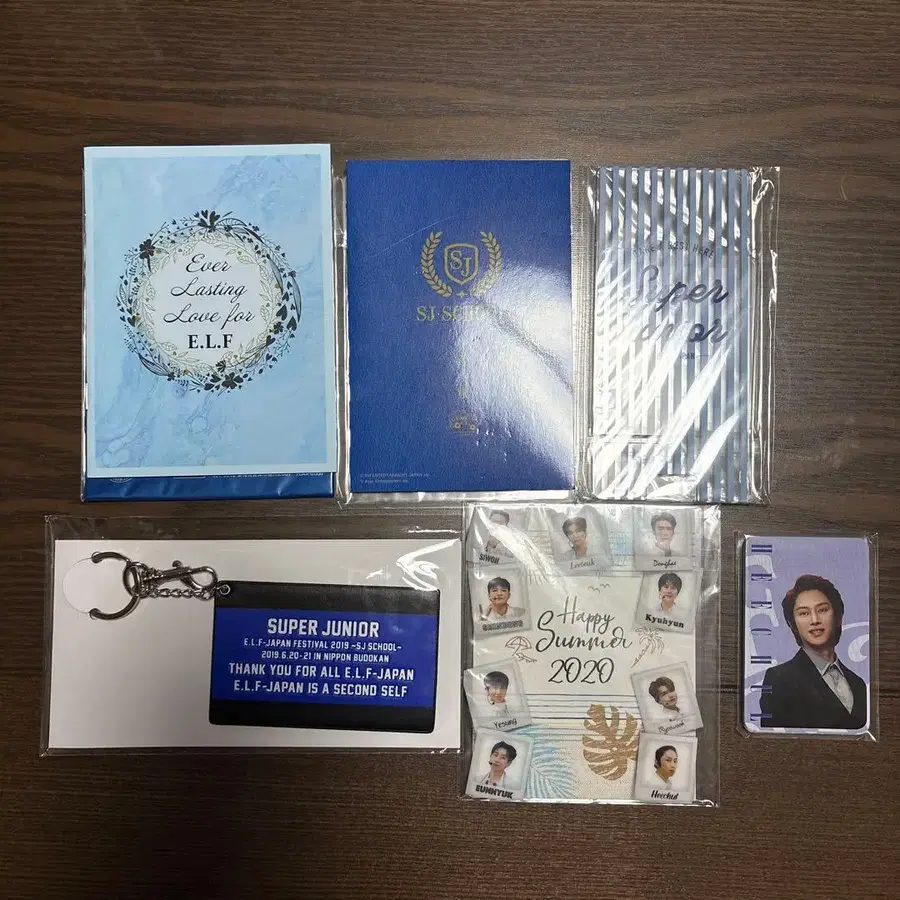 Ever
Lasting
Love for
E.L.F
SJ
SJ SCHOOL
Super
Junior
SUPER JUNIOR
E.L.F-JAPAN FESTIVAL 2019 ~SJ SCHOOL~
2019.6.20-21 IN NIPPON BUDOKAN
THANK YOU FOR ALL E.L.F-JAPAN
E.L.F-JAPAN IS A SECOND SELF
SIWON
Leeteuk
Donghae
Kyuhyun
Happy
Summer
2020
Yesung
Ryeowook
EUNHYUK
Heechul
HEECHUL